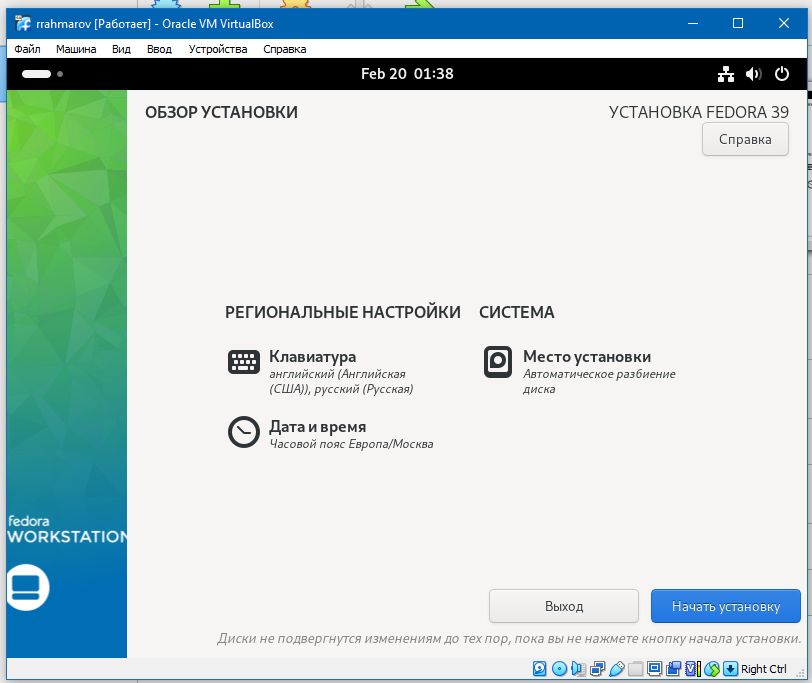 rrahmarov [Работает] - Oracle VM VirtualBox
Файл Машина Вид Ввод Устройства Справка
Feb 20 01:38
ОБЗОР УСТАНОВКИ
УСТАНОВКА FEDORA 39
Справка
РЕГИОНАЛЬНЫЕ НАСТРОЙКИ
Клавиатура
английский (Английская
(США)), русский (Русская)
Дата и время
Часовой пояс Европа/Москва
СИСТЕМА
Место установки
Автоматическое разбиение
диска
fedora
WORKSTATION
Выход
Начать установку
Диски не подвергнутся изменениям до тех пор, пока вы не нажмете кнопку начала установки.
Right Ctrl